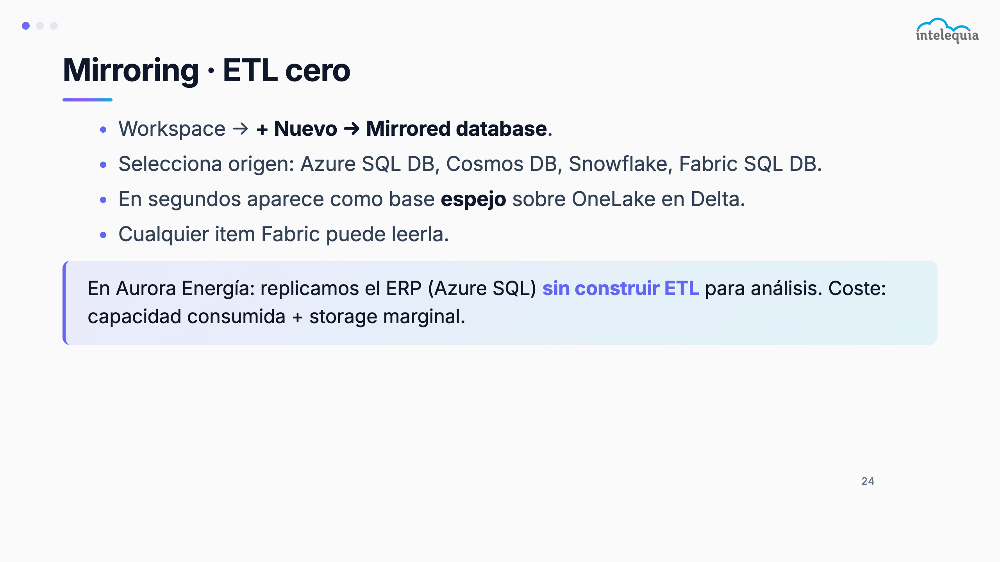 intelequia
Mirroring · ETL cero
• Workspace → + Nuevo → Mirrored database.
• Selecciona origen: Azure SQL DB, Cosmos DB, Snowflake, Fabric SQL DB.
• En segundos aparece como base espejo sobre OneLake en Delta.
• Cualquier item Fabric puede leerla.
En Aurora Energía: replicamos el ERP (Azure SQL) sin construir ETL para análisis. Coste:
capacidad consumida + storage marginal.
24